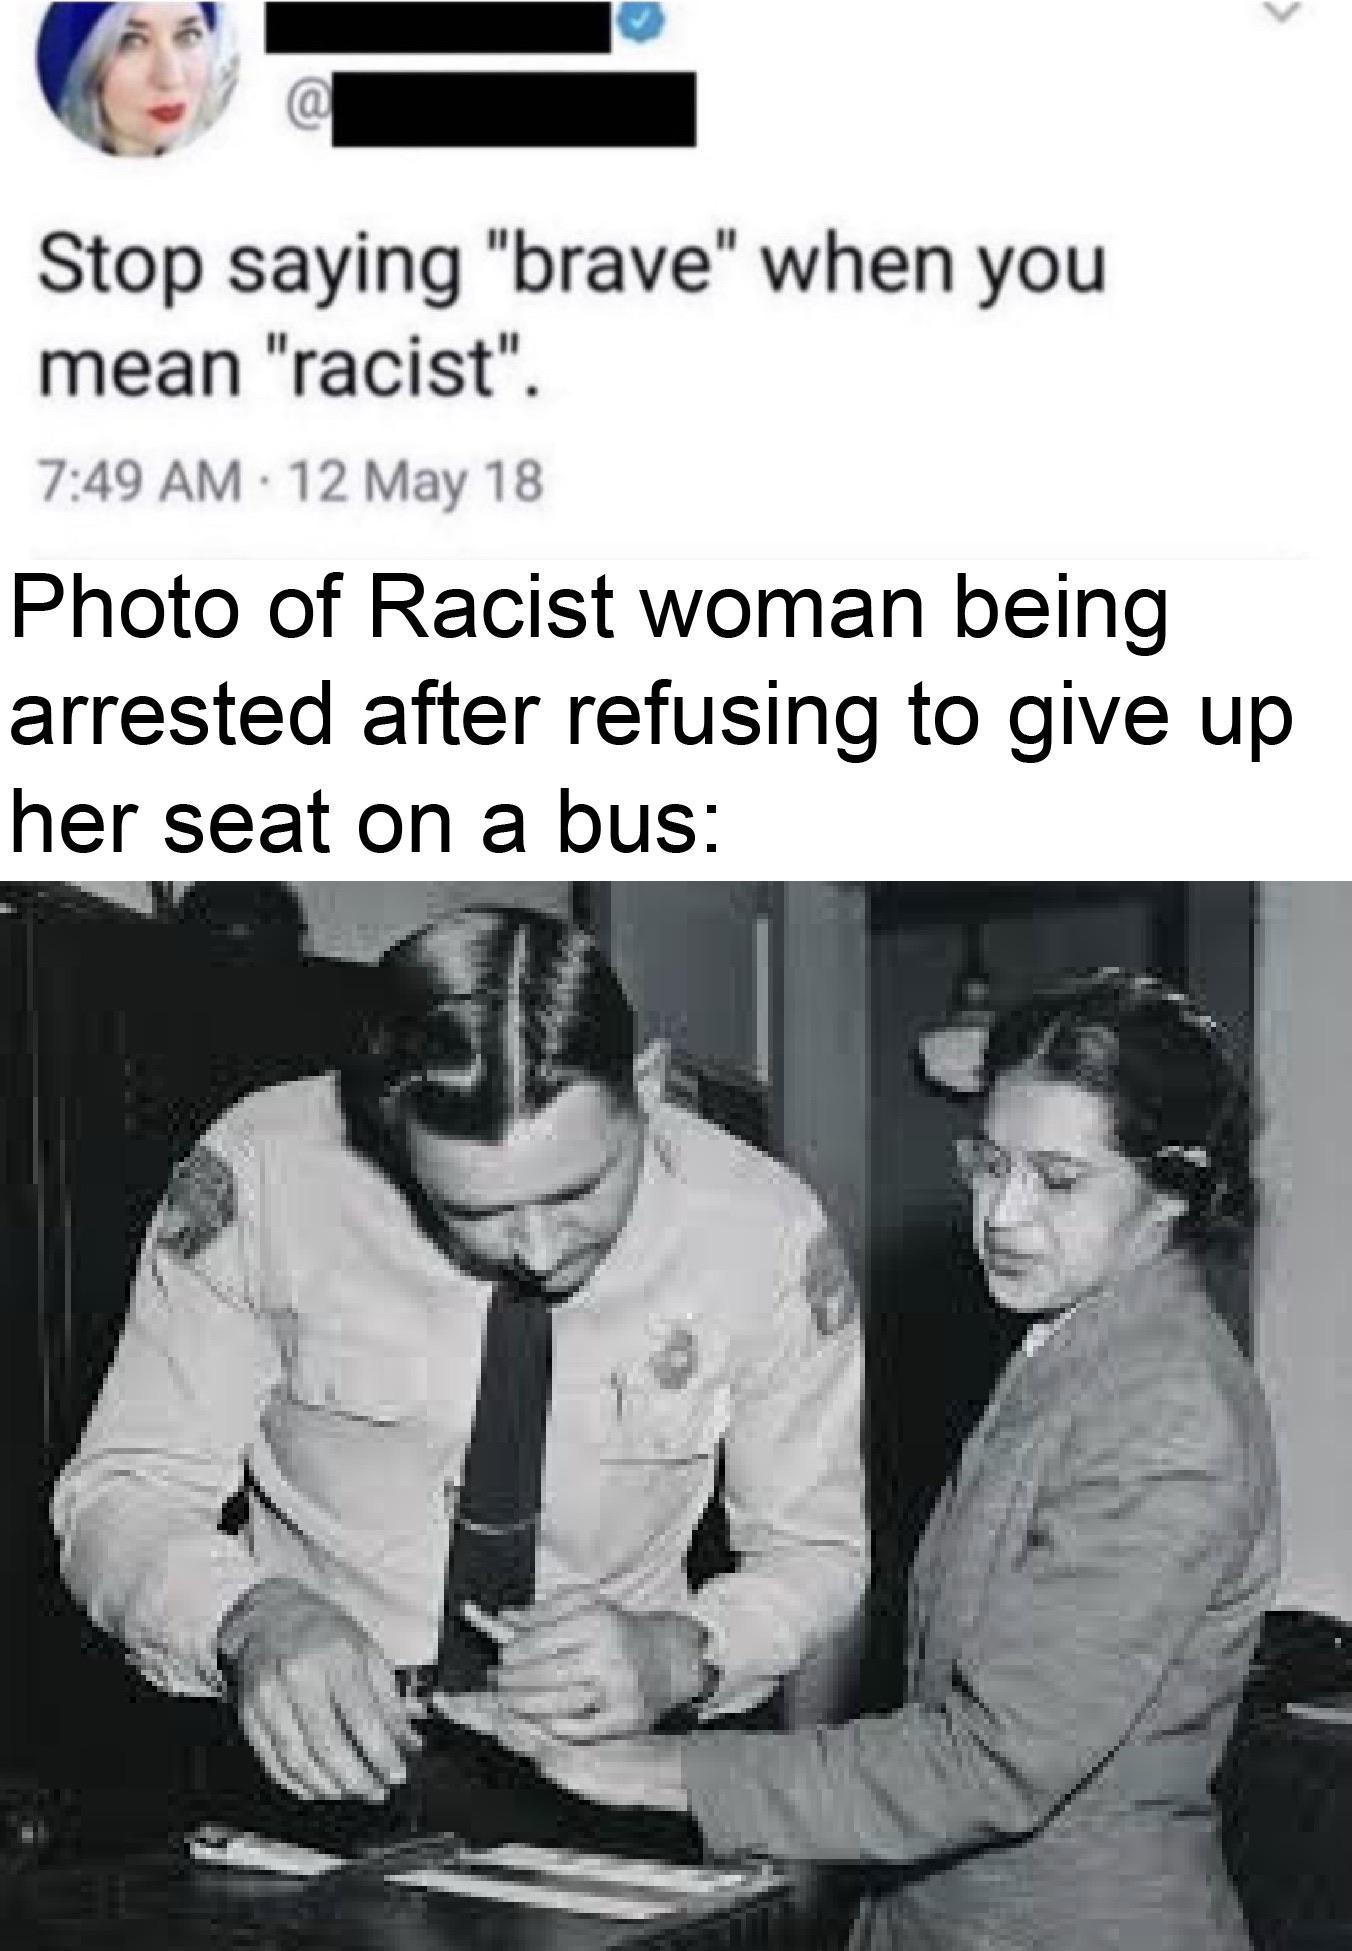 @
Stop saying "brave" when you
mean "racist".
7:49 AM · 12 May 18
Photo of Racist woman being
arrested after refusing to give up
her seat on a bus: